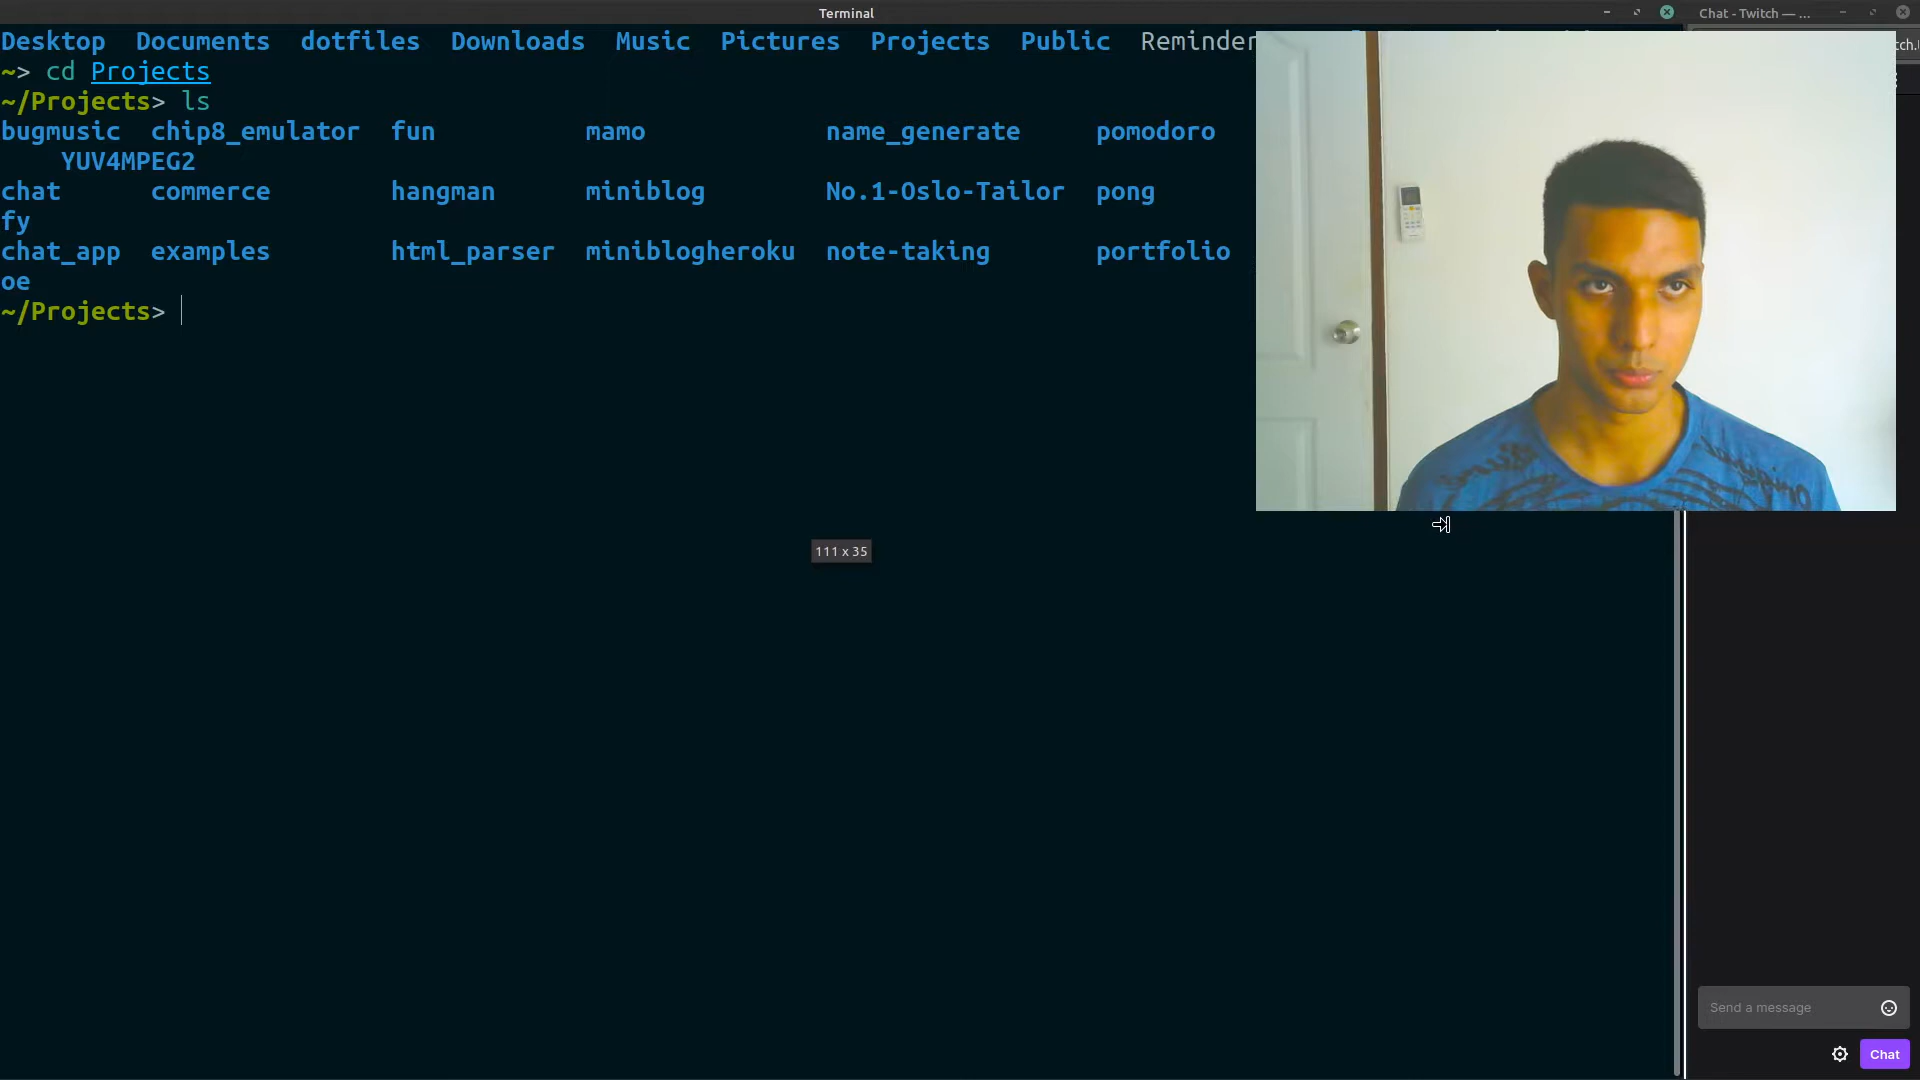 Terminal
Chat - Twitch — ...
Desktop Documents dotfiles Downloads Music Pictures Projects Public
~> cd Projects
~/Projects> ls
bugmusic chip8_emulator fun mamo name_generate pomodoro
YUV4MPEG2
chat commerce hangman miniblog No.1-Oslo-Tailor pong
fy
chat_app examples html_parser miniblogheroku note-taking portfolio
oe
~/Projects>
111 x 35
Send a message
Chat